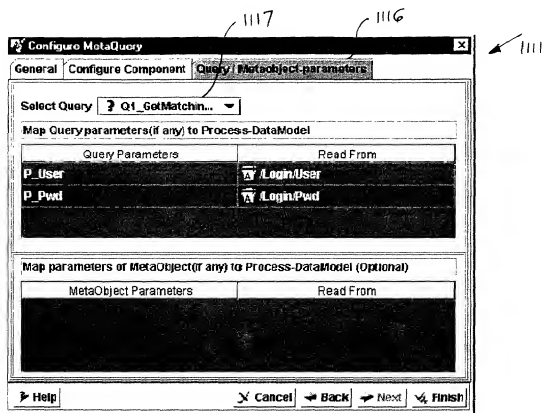 1117
1116
1111
Configure MetaQuery
General Configure Component Query / Metaobject-parameters
Select Query ? Q1_GetMatchin...
Map Query parameters(if any) to Process-DataModel
Query Parameters Read From
P_User A /Login/User
P_Pwd A /Login/Pwd
Map parameters of MetaObject(if any) to Process-DataModel (Optional)
MetaObject Parameters Read From
Help Cancel Back Next Finish